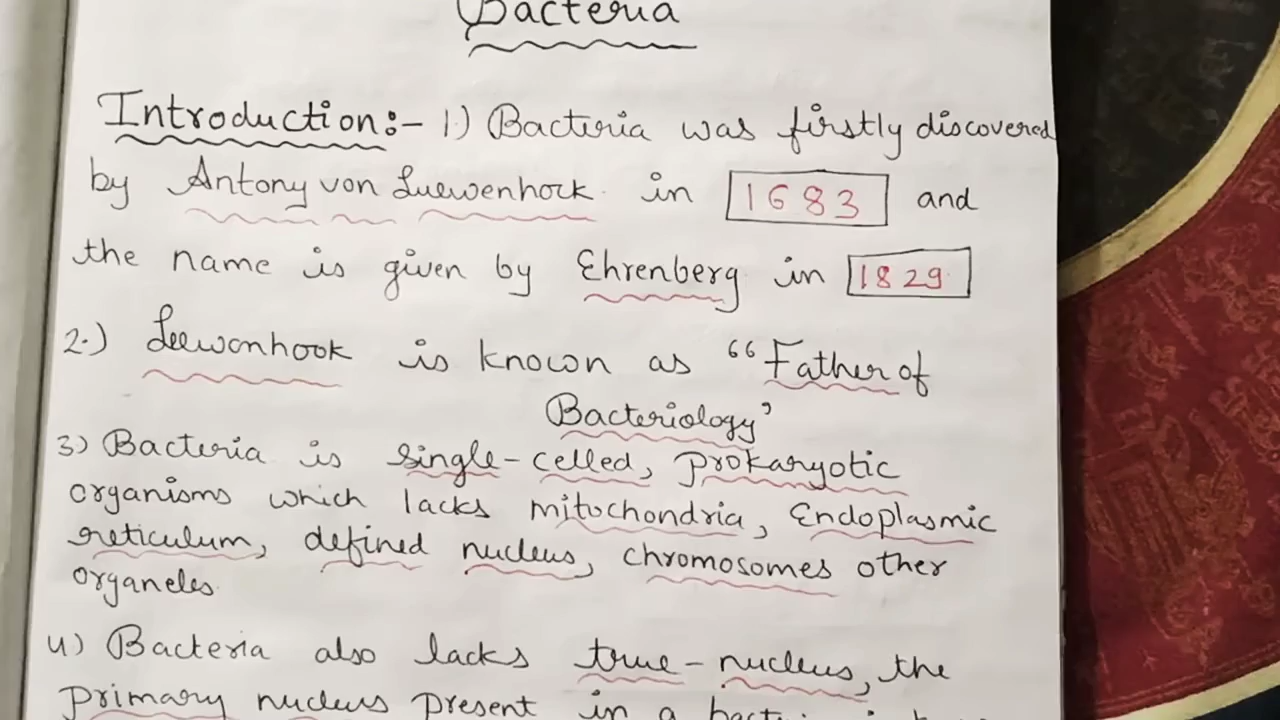 Bacteria
Introduction:- 1.) Bacteria was firstly discovered
by Antony von Luewenhock in 1683 and
the name is given by Ehrenberg in 1829.
2.) Leewonhook is known as “Father of
Bacteriology’
3) Bacteria is single-celled, prokaryotic
organisms which lacks mitochondria, Endoplasmic
reticulum, defined nucleus, chromosomes other
organeles.
4) Bacteria also lacks true-nucleus, the
primary nucleus present in a